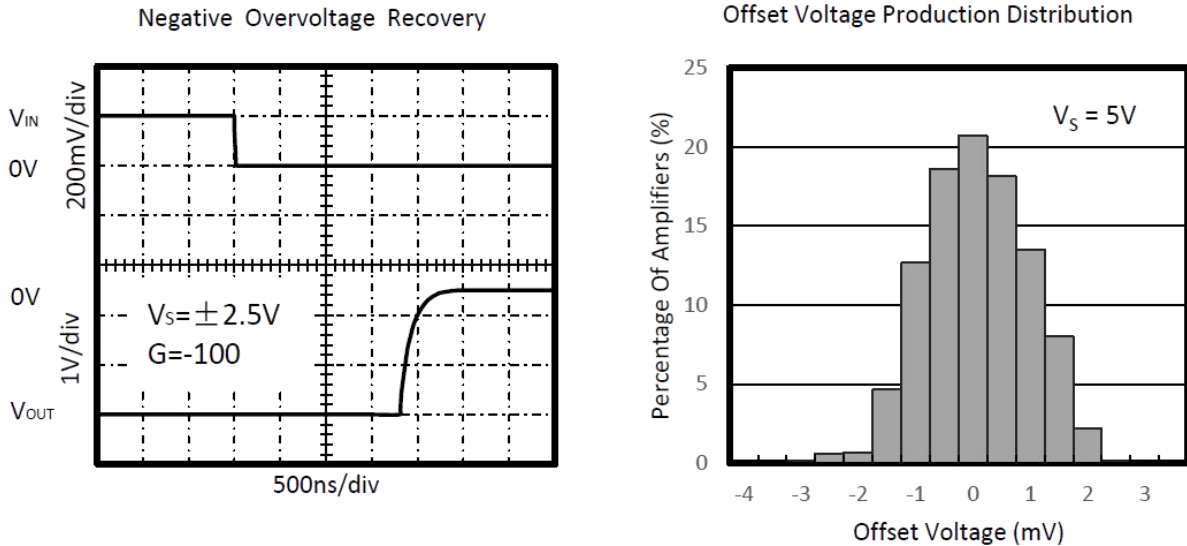 Negative Overvoltage Recovery
VIN
0V
200mV/div
0V
1V/div
VS=±2.5V
G=-100
VOUT
500ns/div
Offset Voltage Production Distribution
Percentage Of Amplifiers (%)
25
20
15
10
5
0
VS = 5V
-4 -3 -2 -1 0 1 2 3
Offset Voltage (mV)